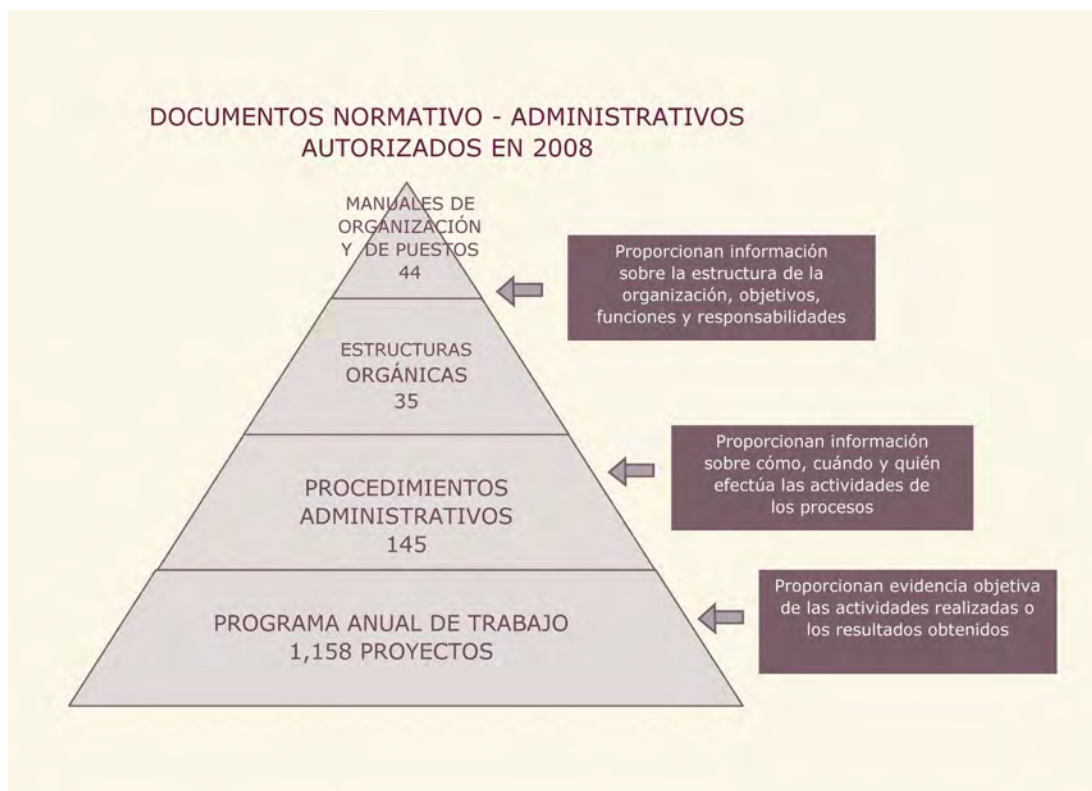 DOCUMENTOS NORMATIVO - ADMINISTRATIVOS
AUTORIZADOS EN 2008
MANUALES DE
ORGANIZACIÓN
Y DE PUESTOS
44
Proporcionan información
sobre la estructura de la
organización, objetivos,
funciones y responsabilidades
ESTRUCTURAS
ORGÁNICAS
35
Proporcionan información
sobre cómo, cuándo y quién
efectúa las actividades de
los procesos
PROCEDIMIENTOS
ADMINISTRATIVOS
145
Proporcionan evidencia objetiva
de las actividades realizadas o
los resultados obtenidos
PROGRAMA ANUAL DE TRABAJO
1,158 PROYECTOS